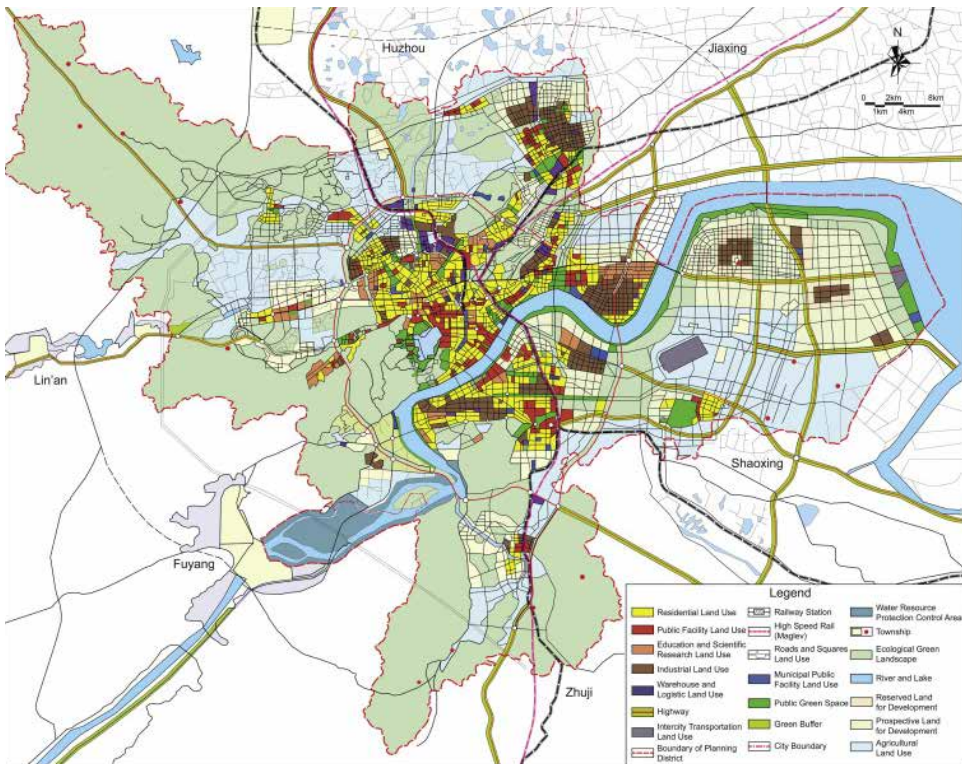 Huzhou
Jiaxing
N
0 2km 8km
1km 4km
Lin'an
Shaoxing
Fuyang
Zhuji
Legend
Residential Land Use
Public Facility Land Use
Education and Scientific
Research Land Use
Industrial Land Use
Warehouse and
Logistic Land Use
Highway
Intercity Transportation
Land Use
Boundary of Planning
District
Railway Station
High Speed Rail
(Maglev)
Roads and Squares
Land Use
Municipal Public
Facility Land Use
Public Green Space
Green Buffer
City Boundary
Water Resource
Protection Control Area
Township
Ecological Green
Landscape
River and Lake
Reserved Land
for Development
Prospective Land
for Development
Agricultural
Land Use